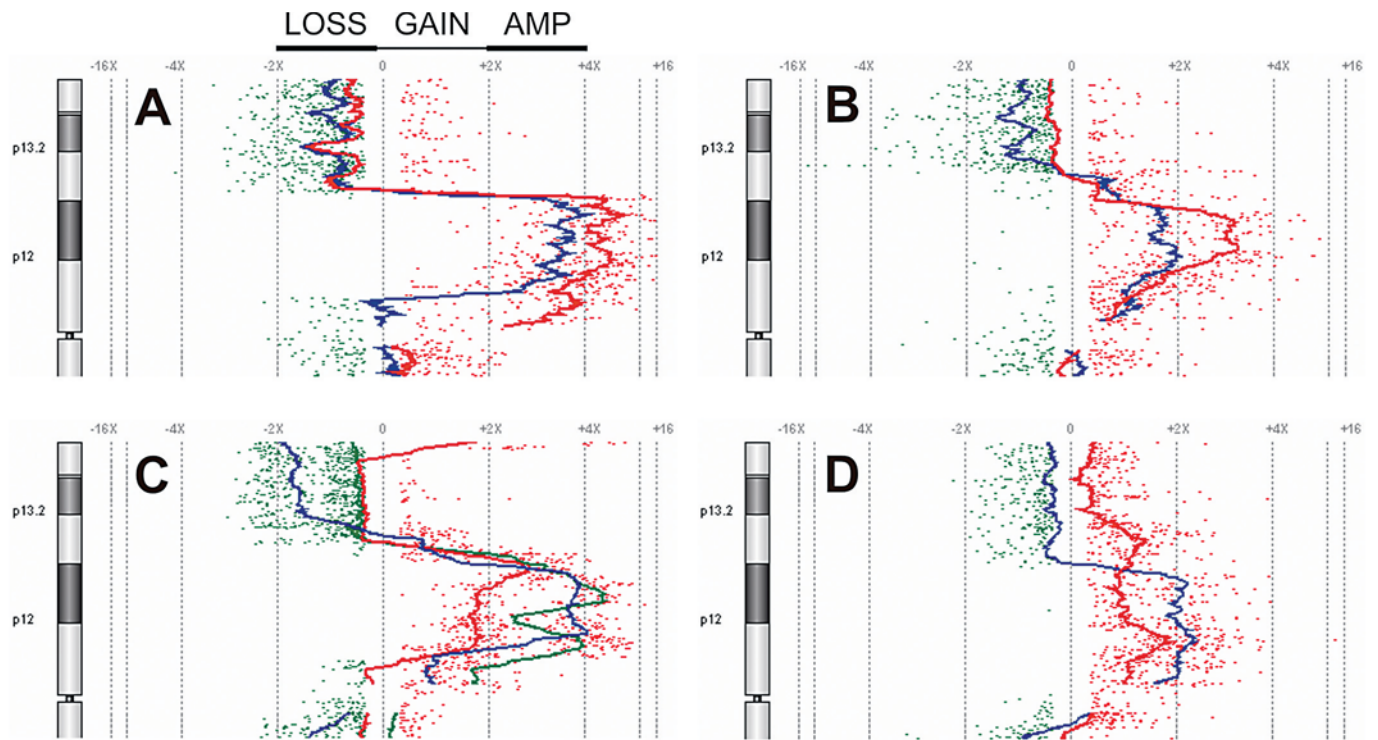 LOSS GAIN AMP
-16X -4X -2X 0 +2X +4X +16
A
p13.2
p12
-16X -4X -2X 0 +2X +4X +16
B
p13.2
p12
-16X -4X -2X 0 +2X +4X +16
C
p13.2
p12
-16X -4X -2X 0 +2X +4X +16
D
p13.2
p12